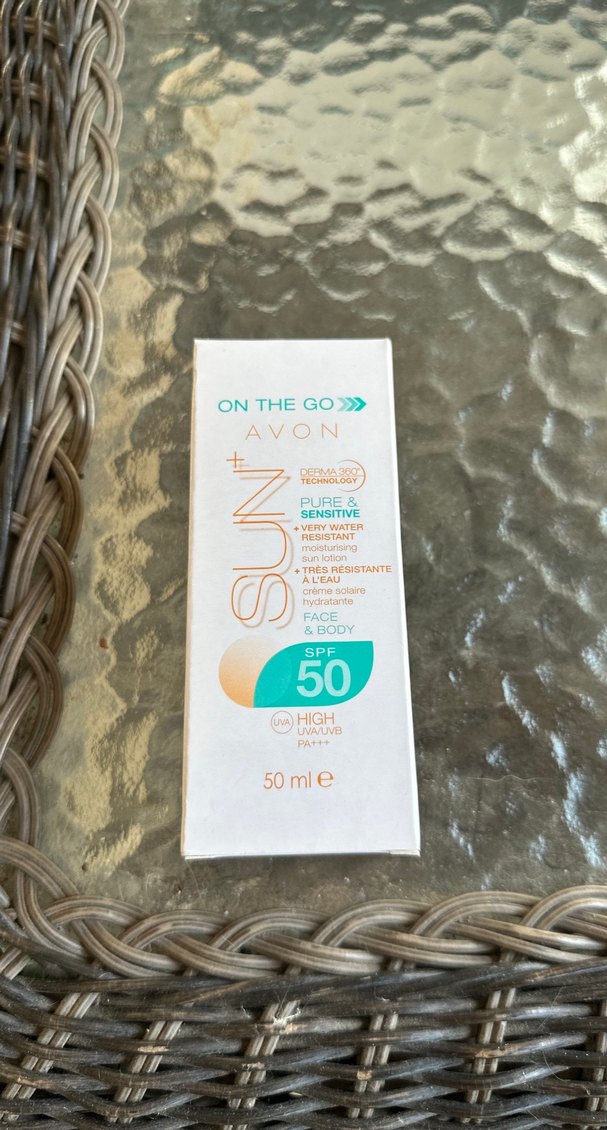 ON THE GO
AVON
SUN+
DERMA 360°
TECHNOLOGY
PURE &
SENSITIVE
+ VERY WATER
RESISTANT
moisturising
sun lotion
+ TRÈS RÉSISTANTE
À L'EAU
crème solaire
hydratante
FACE
& BODY
SPF
50
UVA
HIGH
UVA/UVB
PA+++
50 ml ℮